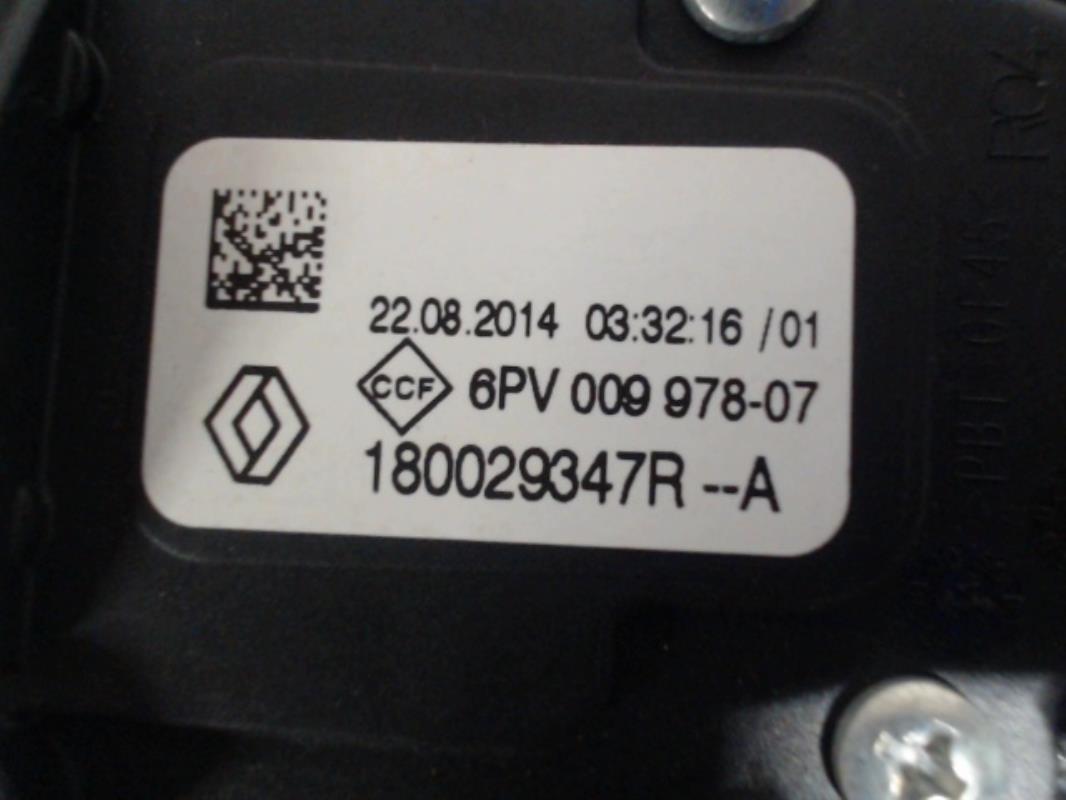 22.08.2014 03:32:16 /01
CCF 6PV 009 978-07
180029347R --A